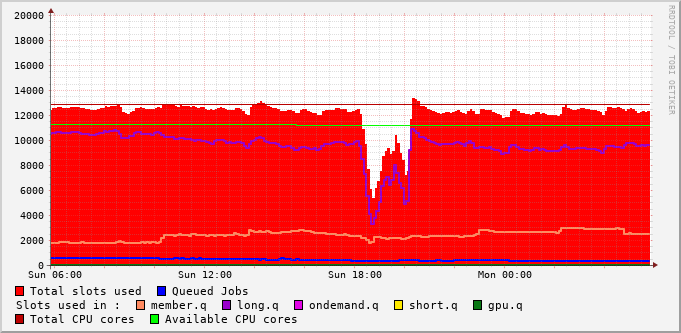 20000
18000
16000
14000
12000
10000
8000
6000
4000
2000
0
Sun 06:00 Sun 12:00 Sun 18:00 Mon 00:00
RRDTOOL / TOBI OETIKER
Total slots used Queued Jobs
Slots used in : member.q long.q ondemand.q short.q gpu.q
Total CPU cores Available CPU cores